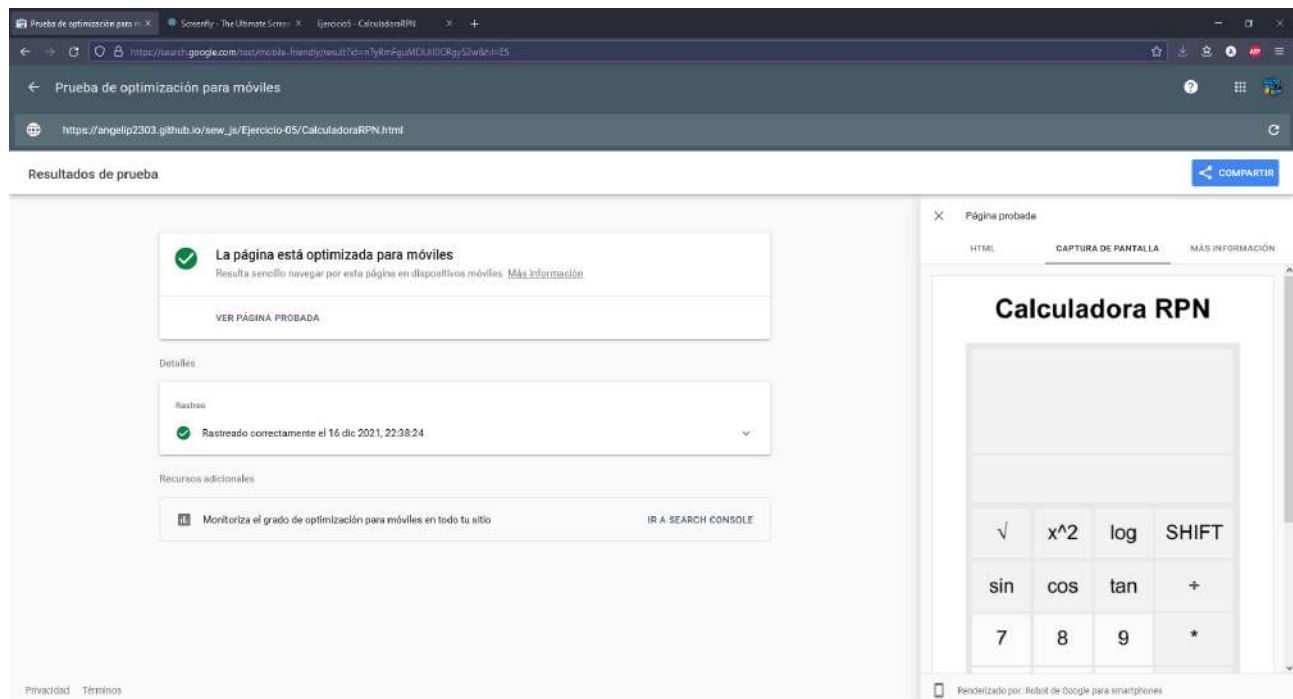 Prueba de optimización para m
Screenfly - The Ultimate Scree
Ejercicio5 - CalculadoraRPN
Prueba de optimización para móviles
https://angelip2303.github.io/sew_js/Ejercicio-05/CalculadoraRPN.html
Resultados de prueba
COMPARTIR
La página está optimizada para móviles
Resulta sencillo navegar por esta página en dispositivos móviles. Más información
VER PÁGINA PROBADA
Detalles
Rastreo
Rastreado correctamente el 16 dic 2021, 22:38:24
Recursos adicionales
Monitoriza el grado de optimización para móviles en todo tu sitio
IR A SEARCH CONSOLE
Privacidad Términos
Página probada
HTML CAPTURA DE PANTALLA MÁS INFORMACIÓN
Calculadora RPN
√ x^2 log SHIFT
sin cos tan ÷
7 8 9 *
Renderizado por: Robot de Google para smartphones